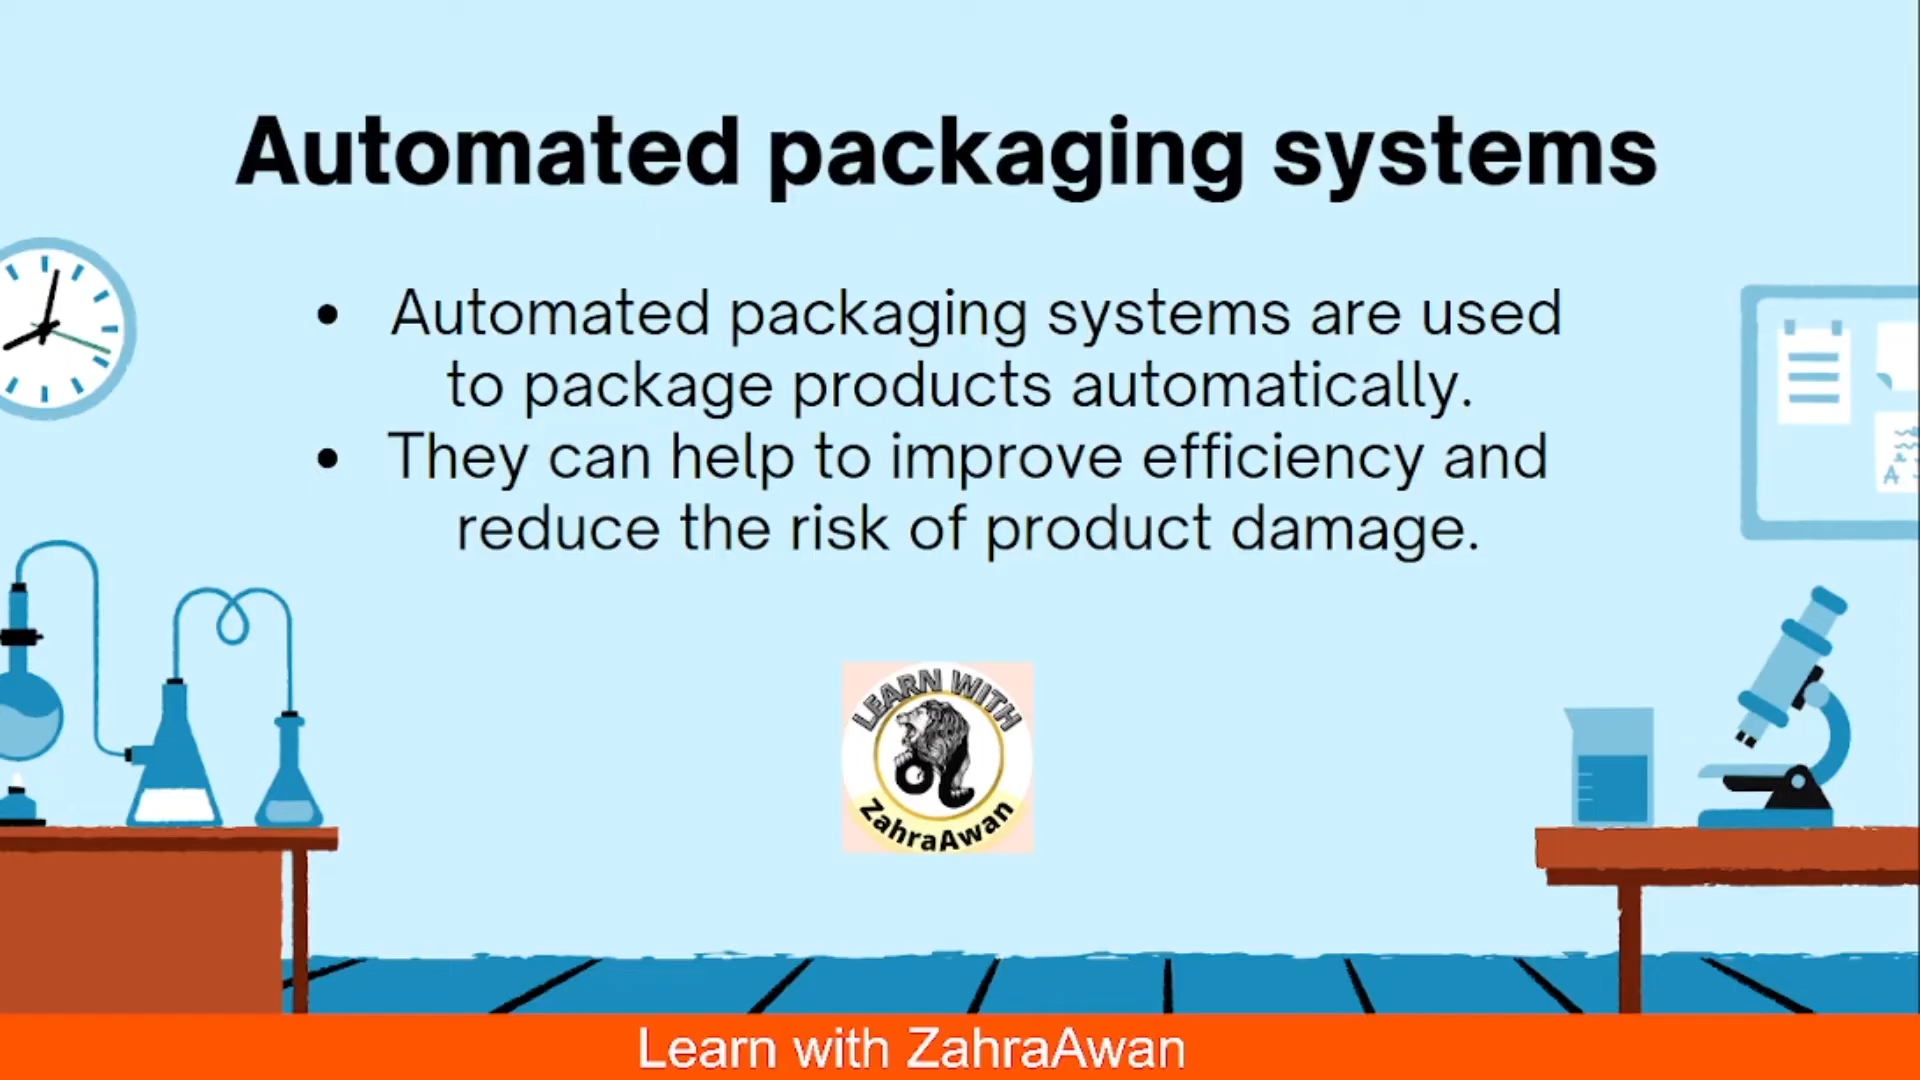 Automated packaging systems
• Automated packaging systems are used
to package products automatically.
• They can help to improve efficiency and
reduce the risk of product damage.
A
LEARN WITH
ZahraAwan
Learn with ZahraAwan